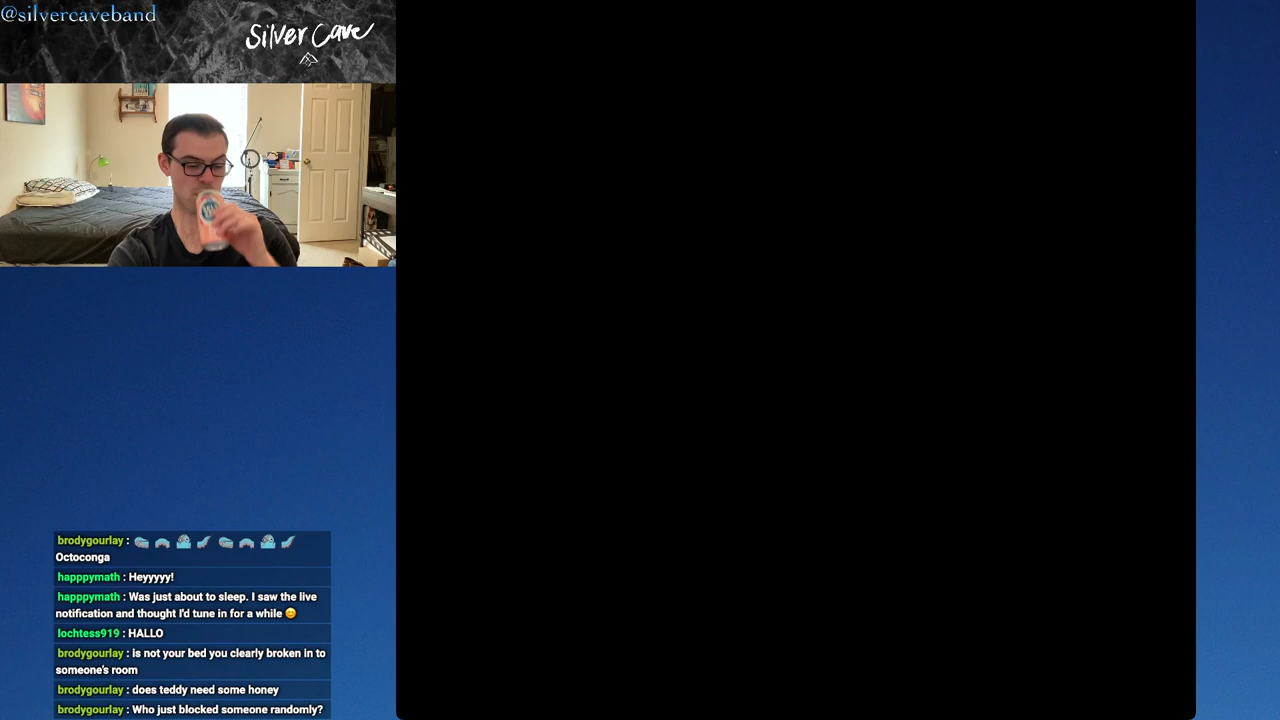 @silvercaveband
Silver Cave
brodygourlay :
Octoconga
happpymath : Heyyyyy!
happpymath : Was just about to sleep. I saw the live
notification and thought I'd tune in for a while 😊
lochtess919 : HALLO
brodygourlay : is not your bed you clearly broken in to
someone's room
brodygourlay : does teddy need some honey
brodygourlay : Who just blocked someone randomly?